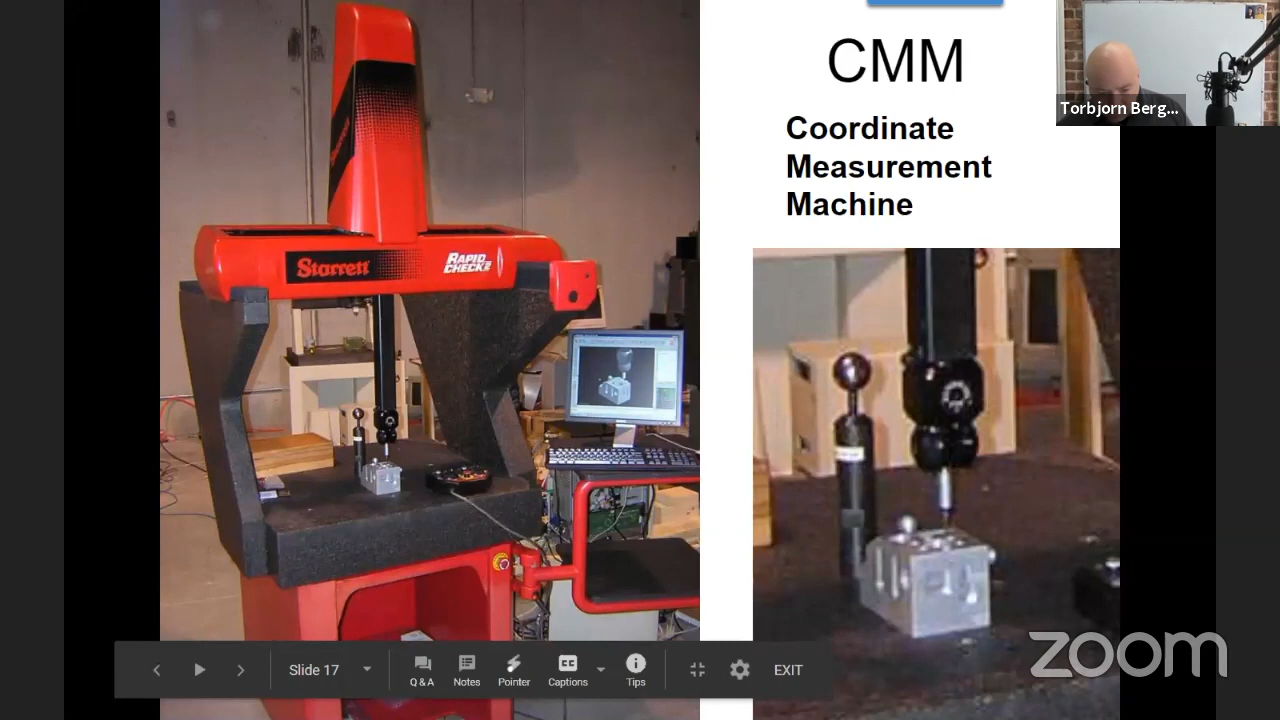 CMM
Coordinate
Measurement
Machine
Torbjorn Berg...
Starrett
RAPID
CHECK
Slide 17
Q & A
Notes
Pointer
Captions
Tips
EXIT
zoom